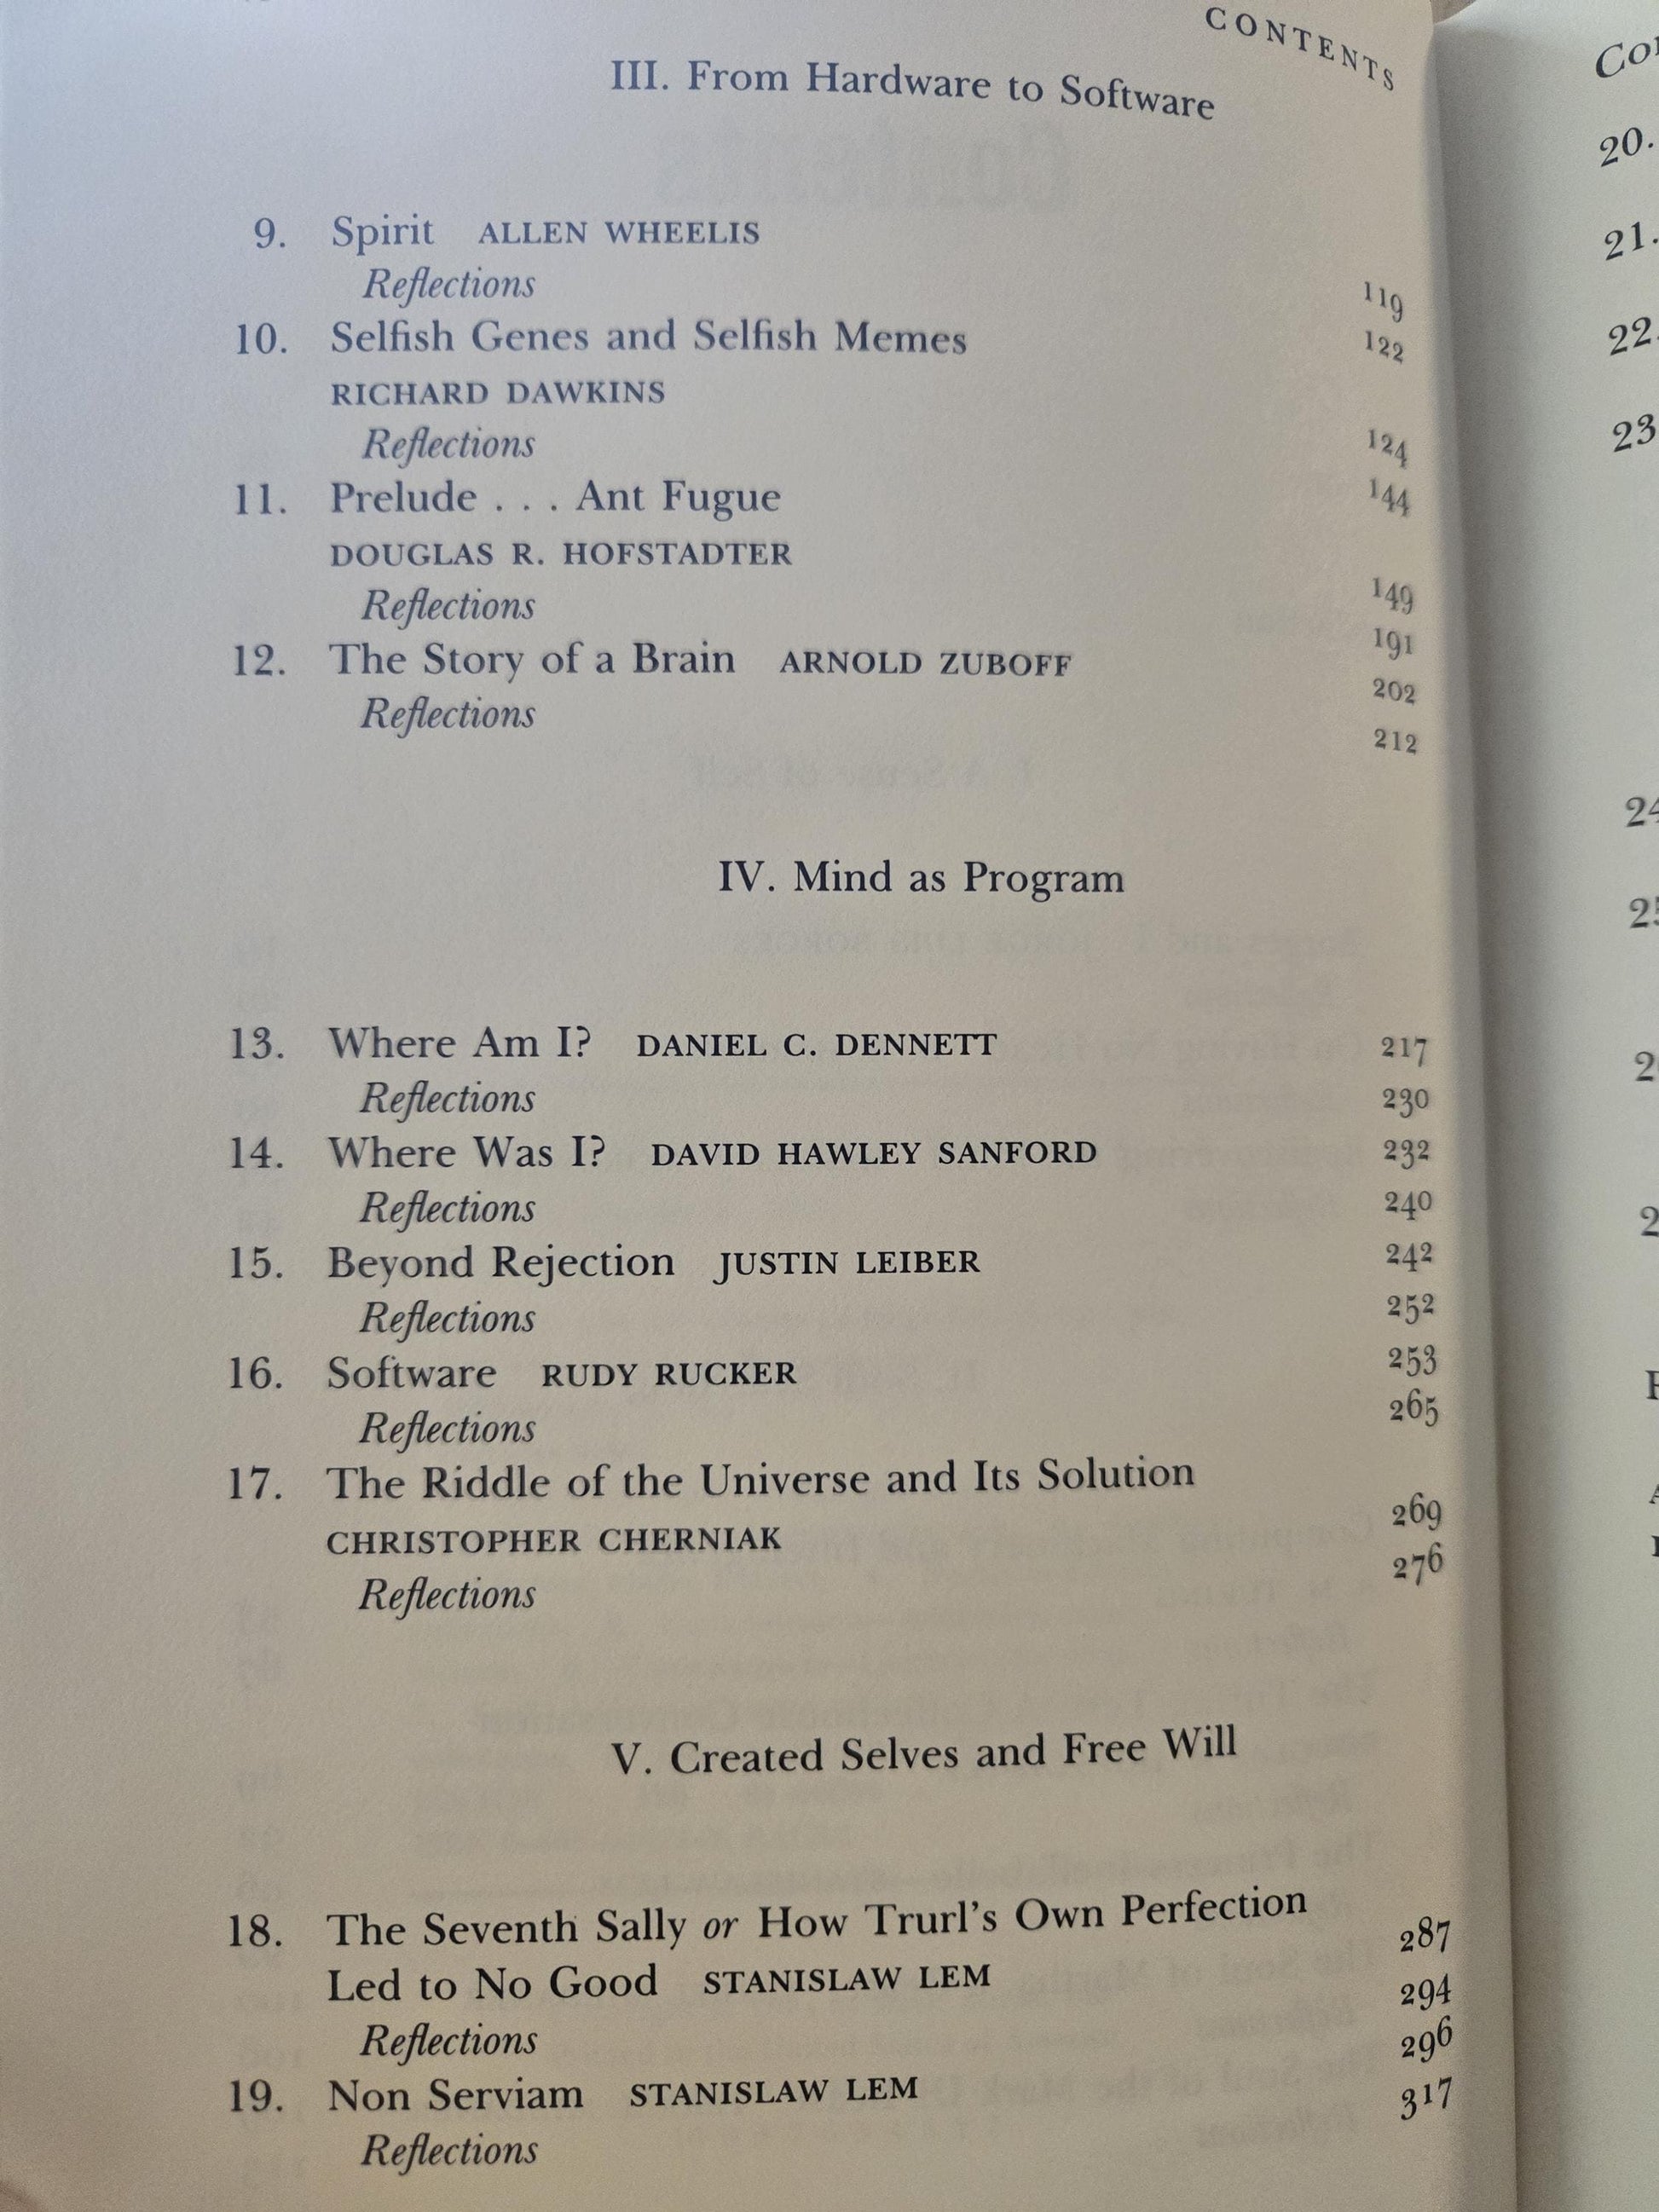 CONTENTS
III. From Hardware to Software
9. Spirit ALLEN WHEELIS 119
Reflections 122
10. Selfish Genes and Selfish Memes
RICHARD DAWKINS 124
Reflections 144
11. Prelude . . . Ant Fugue
DOUGLAS R. HOFSTADTER 149
Reflections 191
12. The Story of a Brain ARNOLD ZUBOFF 202
Reflections 212
IV. Mind as Program
13. Where Am I? DANIEL C. DENNETT 217
Reflections 230
14. Where Was I? DAVID HAWLEY SANFORD 232
Reflections 240
15. Beyond Rejection JUSTIN LEIBER 242
Reflections 252
16. Software RUDY RUCKER 253
Reflections 265
17. The Riddle of the Universe and Its Solution
CHRISTOPHER CHERNIAK 269
Reflections 276
V. Created Selves and Free Will
18. The Seventh Sally or How Trurl's Own Perfection
Led to No Good STANISLAW LEM 287
Reflections 294
19. Non Serviam STANISLAW LEM 296
Reflections 317
20.
21.
22.
23